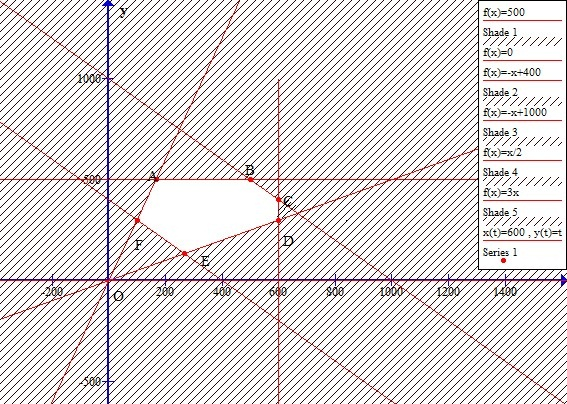 y
f(x)=500
Shade 1
f(x)=0
f(x)=-x+400
Shade 2
f(x)=-x+1000
Shade 3
f(x)=x/2
Shade 4
f(x)=3x
Shade 5
x(t)=600 , y(t)=t
Series 1
1000
500
A
B
C
D
F
E
O
-200
200
400
600
800
1000
1200
1400
-500